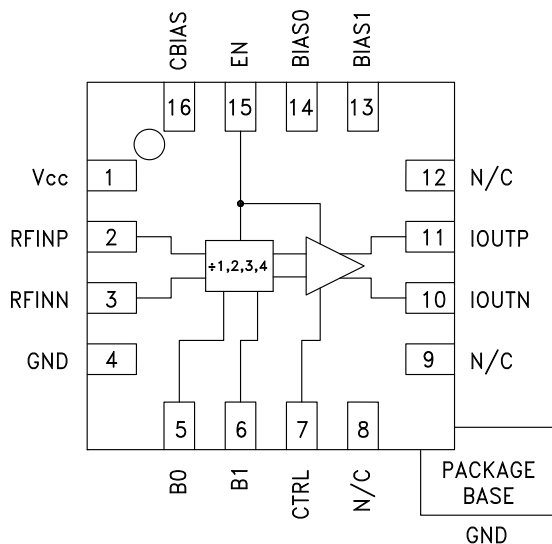 CBIAS
EN
BIAS0
BIAS1
16
15
14
13
Vcc
1
12
N/C
RFINP
2
11
IOUTP
÷1,2,3,4
RFINN
3
10
IOUTN
GND
4
9
N/C
5
6
7
8
B0
B1
CTRL
N/C
PACKAGE
BASE
GND